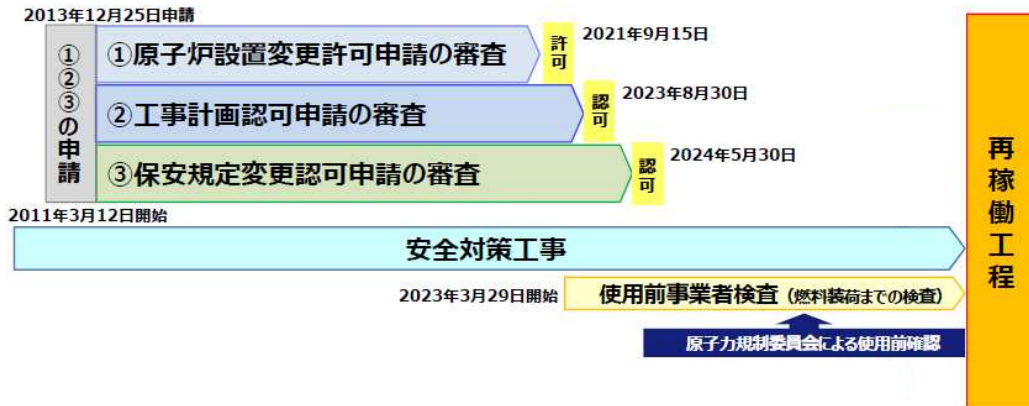 2013年12月25日申請
①②③の申請
①原子炉設置変更許可申請の審査
許可
2021年9月15日
②工事計画認可申請の審査
認可
2023年8月30日
③保安規定変更認可申請の審査
認可
2024年5月30日
2011年3月12日開始
安全対策工事
2023年3月29日開始
使用前事業者検査（燃料装荷までの検査）
原子力規制委員会による使用前確認
再稼働工程